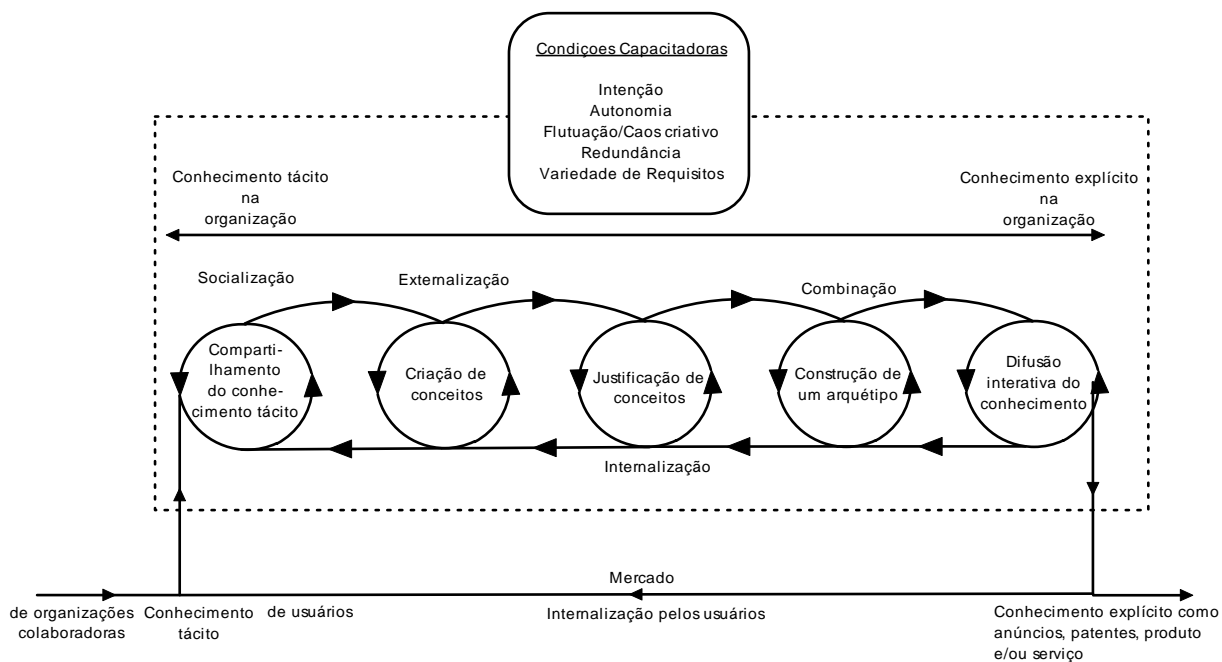 Condiçoes Capacitadoras
Intenção
Autonomia
Flutuação/Caos criativo
Redundância
Variedade de Requisitos
Conhecimento tácito
na
organização
Conhecimento explícito
na
organização
Socialização
Externalização
Combinação
Comparti-
lhamento
do conhe-
cimento tácito
Criação de
conceitos
Justificação de
conceitos
Construção de
um arquétipo
Difusão
interativa do
conhecimento
Internalização
Mercado
de organizações
colaboradoras
Conhecimento
tácito
de usuários
Internalização pelos usuários
Conhecimento explícito como
anúncios, patentes, produto
e/ou serviço